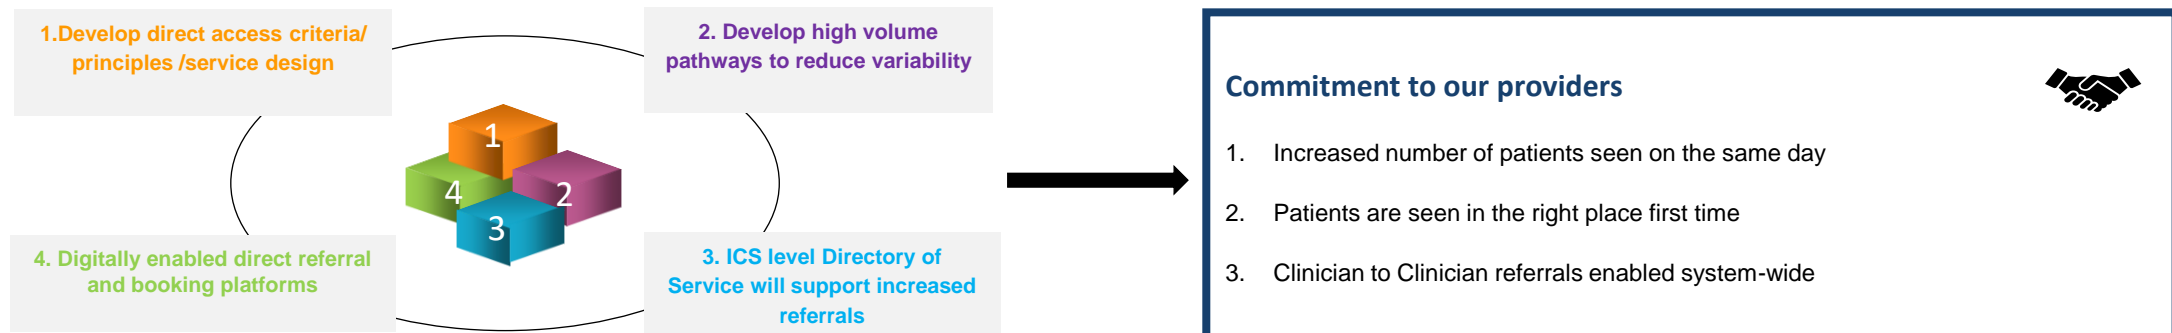 1.Develop direct access criteria/
principles /service design
2. Develop high volume
pathways to reduce variability
1
4
2
3
4. Digitally enabled direct referral
and booking platforms
3. ICS level Directory of
Service will support increased
referrals
Commitment to our providers
1. Increased number of patients seen on the same day
2. Patients are seen in the right place first time
3. Clinician to Clinician referrals enabled system-wide